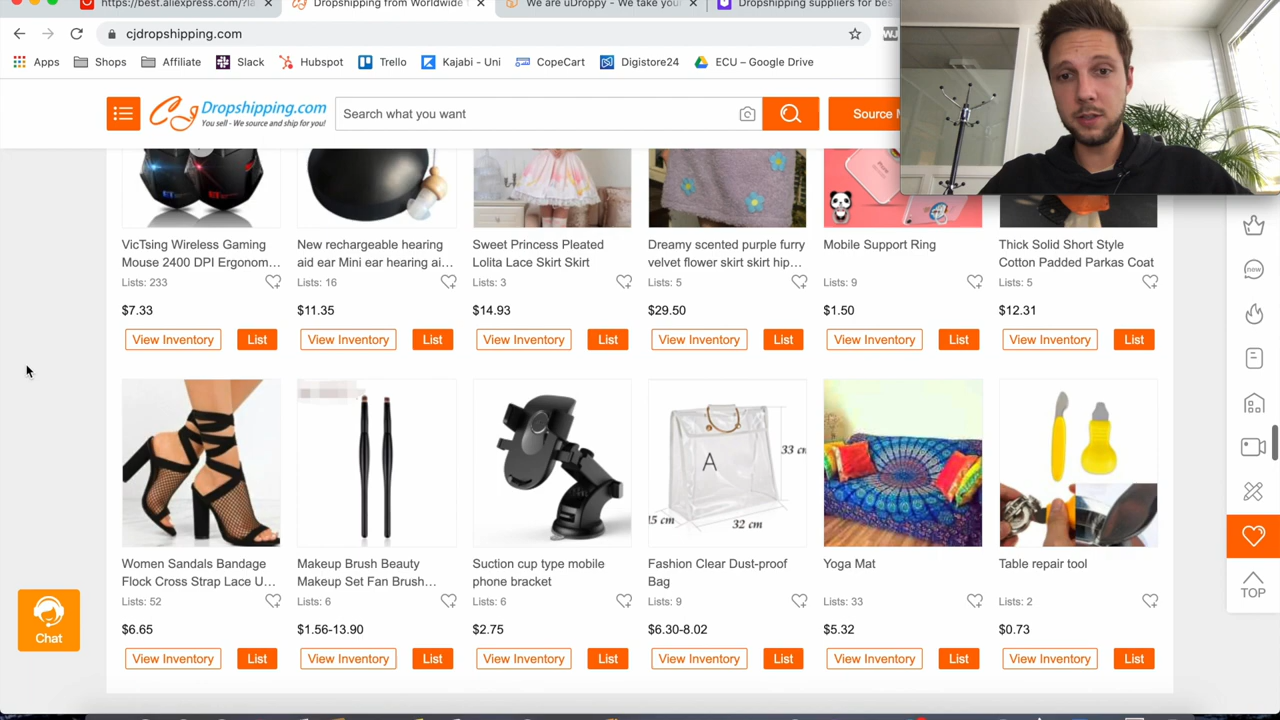 https://best.aliexpress.com/?la
Dropshipping from Worldwide
We are uDroppy - We take your
Dropshipping suppliers for bes
cjdropshipping.com
Apps
Shops
Affiliate
Slack
Hubspot
Trello
Kajabi - Uni
CopeCart
Digistore24
ECU – Google Drive
CJ Dropshipping.com
You sell - We source and ship for you!
Search what you want
Source
VicTsing Wireless Gaming
Mouse 2400 DPI Ergonom...
Lists: 233
$7.33
View Inventory
List
New rechargeable hearing
aid ear Mini ear hearing ai...
Lists: 16
$11.35
View Inventory
List
Sweet Princess Pleated
Lolita Lace Skirt Skirt
Lists: 3
$14.93
View Inventory
List
Dreamy scented purple furry
velvet flower skirt skirt hip...
Lists: 5
$29.50
View Inventory
List
Mobile Support Ring
Lists: 9
$1.50
View Inventory
List
Thick Solid Short Style
Cotton Padded Parkas Coat
Lists: 5
$12.31
View Inventory
List
Women Sandals Bandage
Flock Cross Strap Lace U...
Lists: 52
$6.65
View Inventory
List
Makeup Brush Beauty
Makeup Set Fan Brush...
Lists: 6
$1.56-13.90
View Inventory
List
Suction cup type mobile
phone bracket
Lists: 6
$2.75
View Inventory
List
A
33 cm
15 cm
32 cm
Fashion Clear Dust-proof
Bag
Lists: 9
$6.30-8.02
View Inventory
List
Yoga Mat
Lists: 33
$5.32
View Inventory
List
Table repair tool
Lists: 2
$0.73
View Inventory
List
Chat
new
TOP